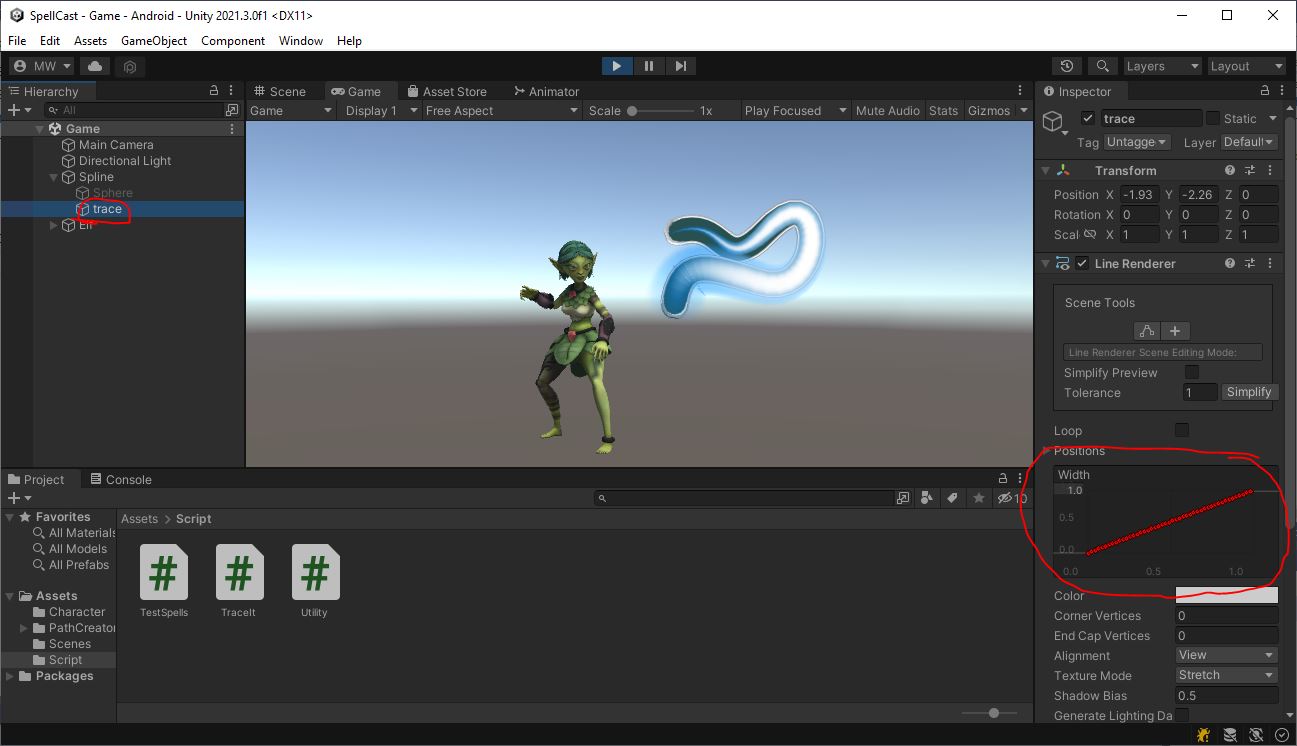 SpellCast - Game - Android - Unity 2021.3.0f1 <DX11>
File Edit Assets GameObject Component Window Help
MW Layers Layout
Hierarchy
All
Game
Main Camera
Directional Light
Spline
Sphere
trace
Elf
Scene Game Asset Store Animator
Game Display 1 Free Aspect Scale 1x Play Focused Mute Audio Stats Gizmos
Inspector
trace Static
Tag Untagge Layer Default
Transform
Position X -1.93 Y -2.26 Z 0
Rotation X 0 Y 0 Z 0
Scal X 1 Y 1 Z 1
Line Renderer
Scene Tools
Line Renderer Scene Editing Mode:
Simplify Preview
Tolerance 1 Simplify
Loop
Positions
Width
1.0
0.5
0.0
0.0 0.5 1.0
Color
Corner Vertices 0
End Cap Vertices 0
Alignment View
Texture Mode Stretch
Shadow Bias 0.5
Generate Lighting Da
Project Console
10
Favorites
All Materials
All Models
All Prefabs
Assets
Character
PathCreator
Scenes
Script
Packages
Assets > Script
TestSpells TraceIt Utility